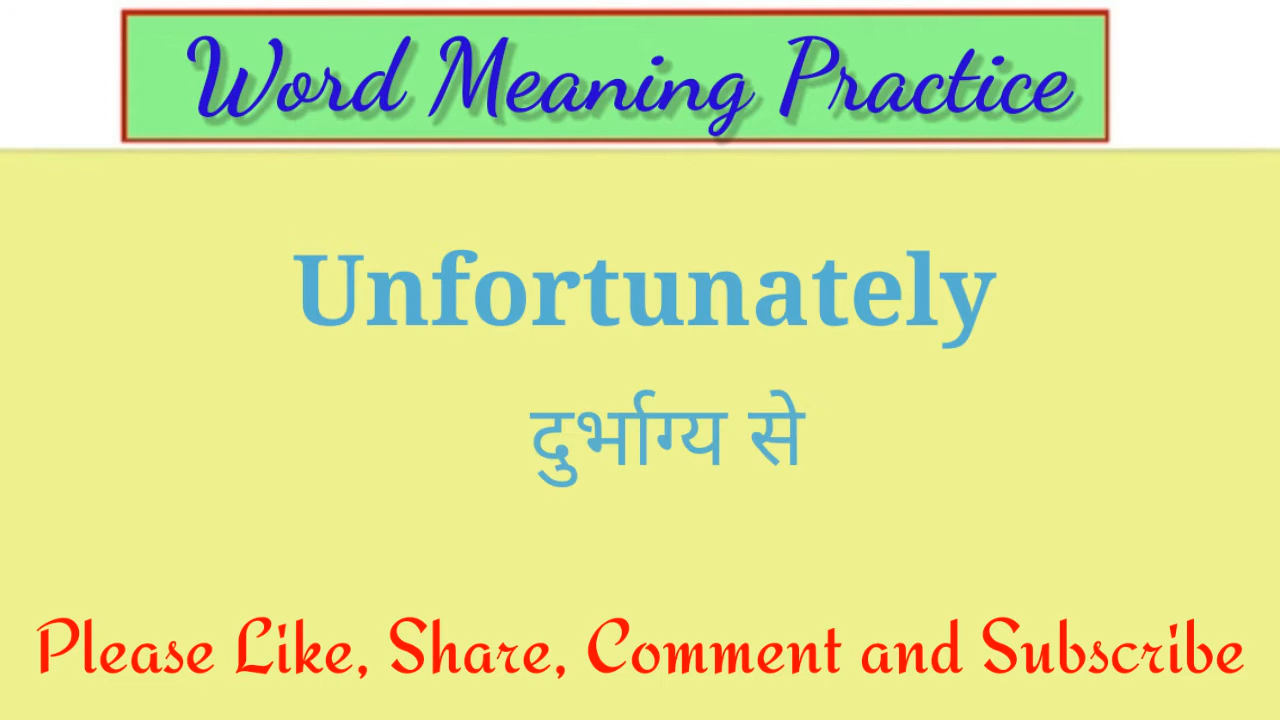 Word Meaning Practice
Unfortunately
दुर्भाग्य से
Please Like, Share, Comment and Subscribe